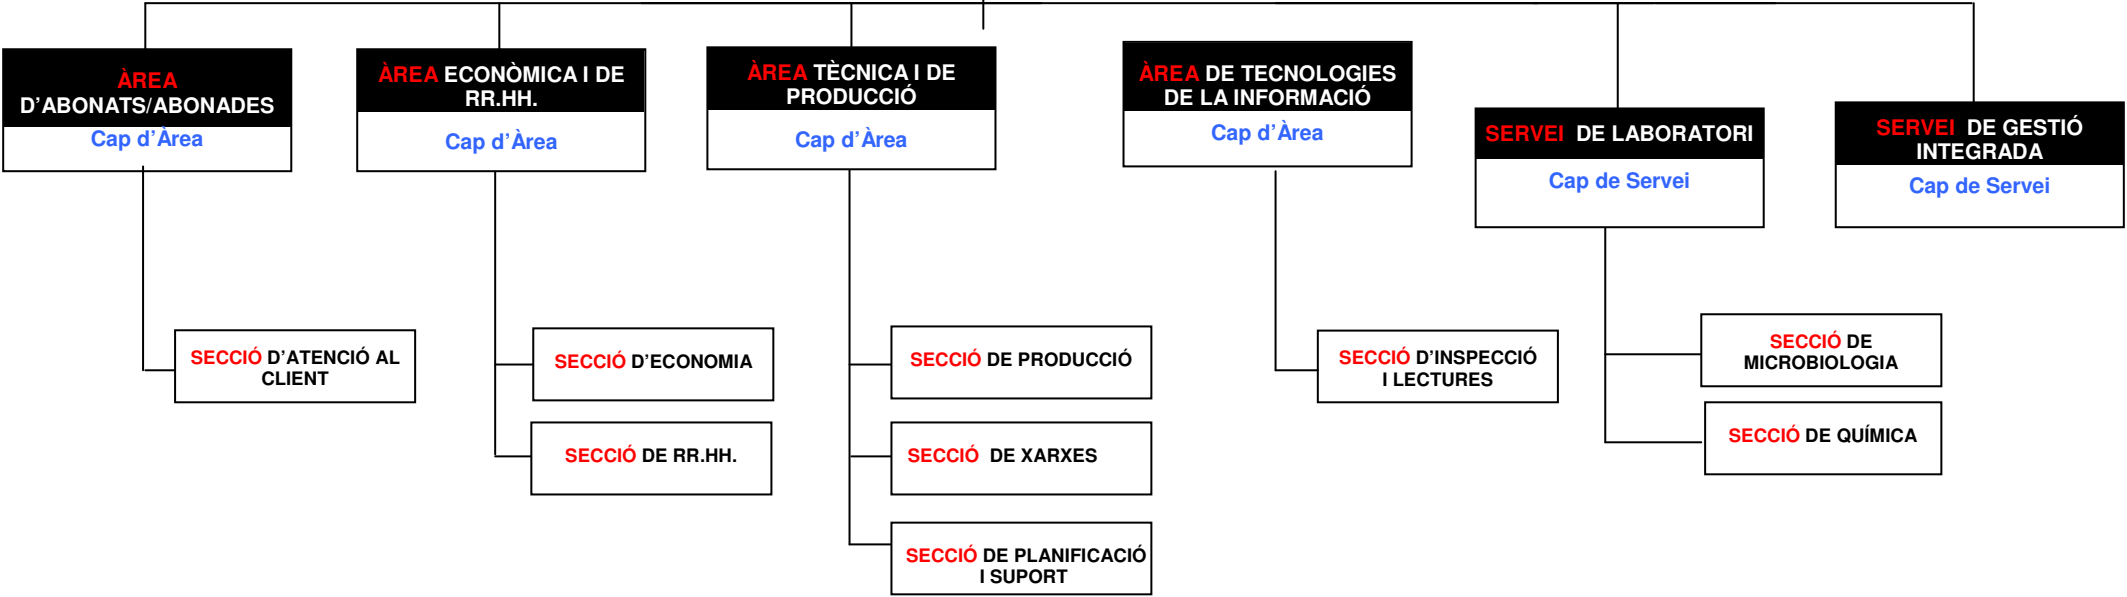 ÀREA
D'ABONATS/ABONADES
Cap d'Àrea
ÀREA ECONÒMICA I DE
RR.HH.
Cap d'Àrea
ÀREA TÈCNICA I DE
PRODUCCIÓ
Cap d'Àrea
ÀREA DE TECNOLOGIES
DE LA INFORMACIÓ
Cap d'Àrea
SERVEI DE LABORATORI
Cap de Servei
SERVEI DE GESTIÓ
INTEGRADA
Cap de Servei
SECCIÓ D'ATENCIÓ AL
CLIENT
SECCIÓ D'ECONOMIA
SECCIÓ DE RR.HH.
SECCIÓ DE PRODUCCIÓ
SECCIÓ DE XARXES
SECCIÓ DE PLANIFICACIÓ
I SUPORT
SECCIÓ D'INSPECCIÓ
I LECTURES
SECCIÓ DE
MICROBIOLOGIA
SECCIÓ DE QUÍMICA